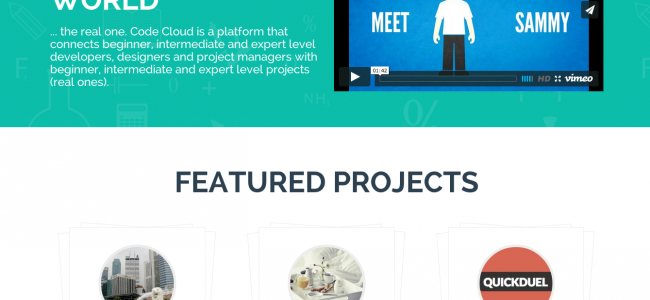 WORLD
... the real one. Code Cloud is a platform that
connects beginner, intermediate and expert level
developers, designers and project managers with
beginner, intermediate and expert level projects
(real ones).
MEET SAMMY
01:42
HD vimeo
FEATURED PROJECTS
QUICKDUEL